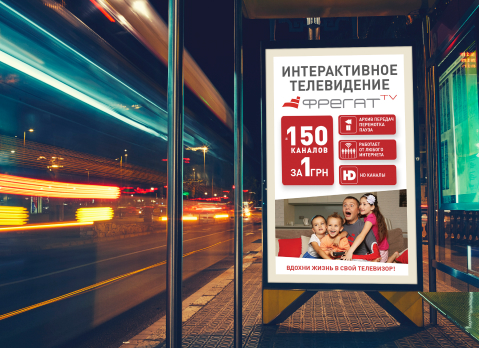 ИНТЕРАКТИВНОЕ
ТЕЛЕВИДЕНИЕ
ФРЕГАТ TV
150
КАНАЛОВ
ЗА 1 ГРН
АРХИВ ПЕРЕДАЧ
ПЕРЕМОТКА
ПАУЗА
РАБОТАЕТ
ОТ ЛЮБОГО
ИНТЕРНЕТА
HD
HD КАНАЛЫ
ВДОХНИ ЖИЗНЬ В СВОЙ ТЕЛЕВИЗОР!